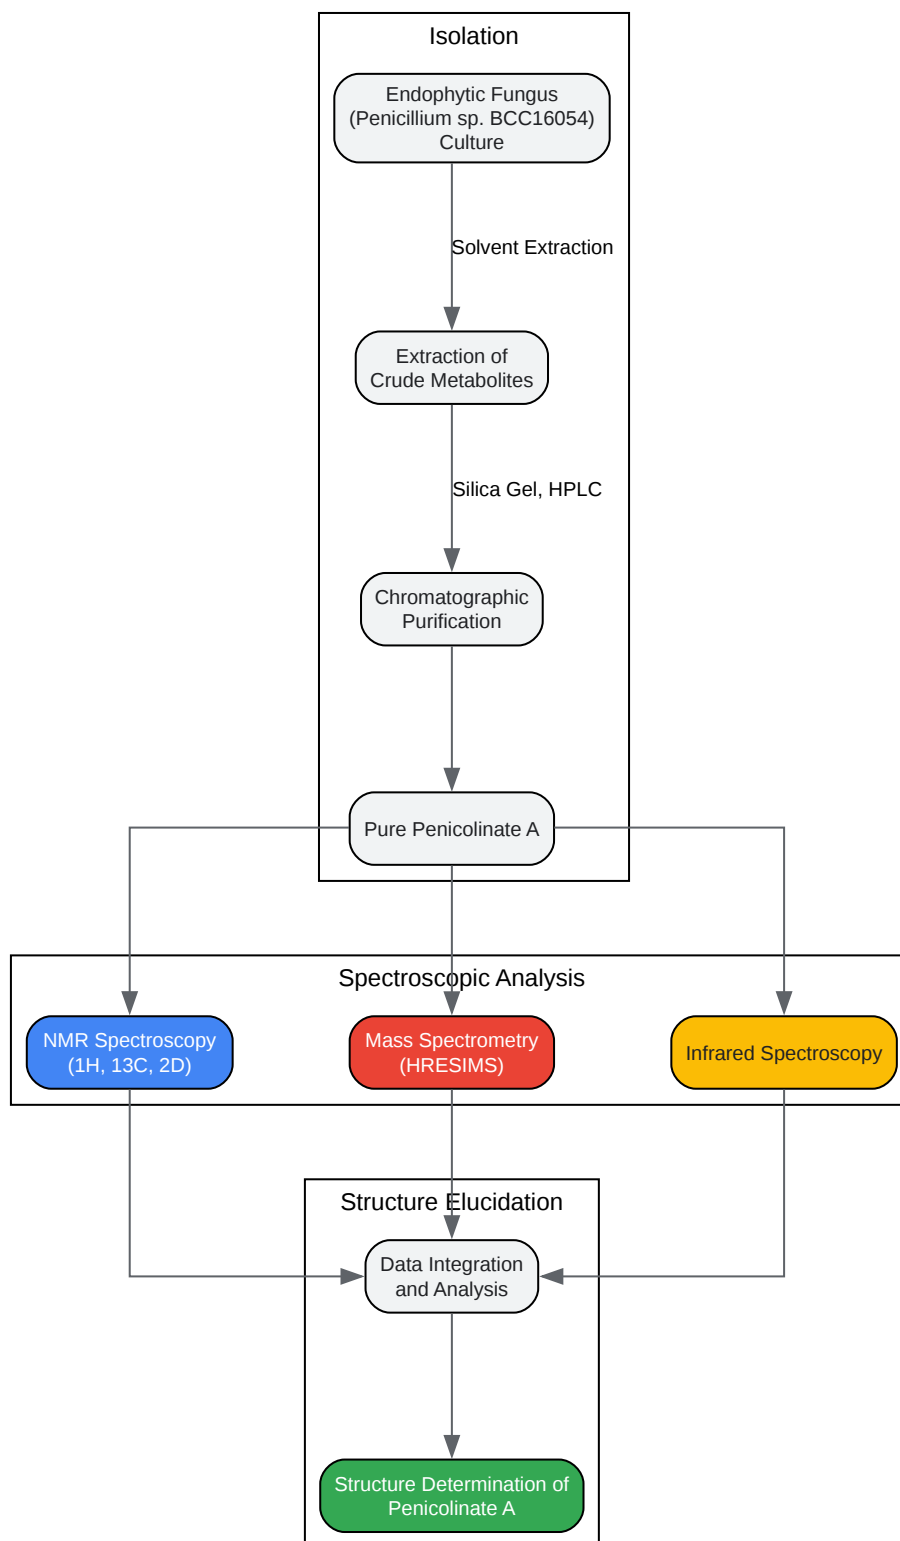 Isolation
Endophytic Fungus
(Penicillium sp. BCC16054)
Culture
Solvent Extraction
Extraction of
Crude Metabolites
Silica Gel, HPLC
Chromatographic
Purification
Pure Penicolinate A
Spectroscopic Analysis
NMR Spectroscopy
(1H, 13C, 2D)
Mass Spectrometry
(HRESIMS)
Infrared Spectroscopy
Structure Elucidation
Data Integration
and Analysis
Structure Determination of
Penicolinate A